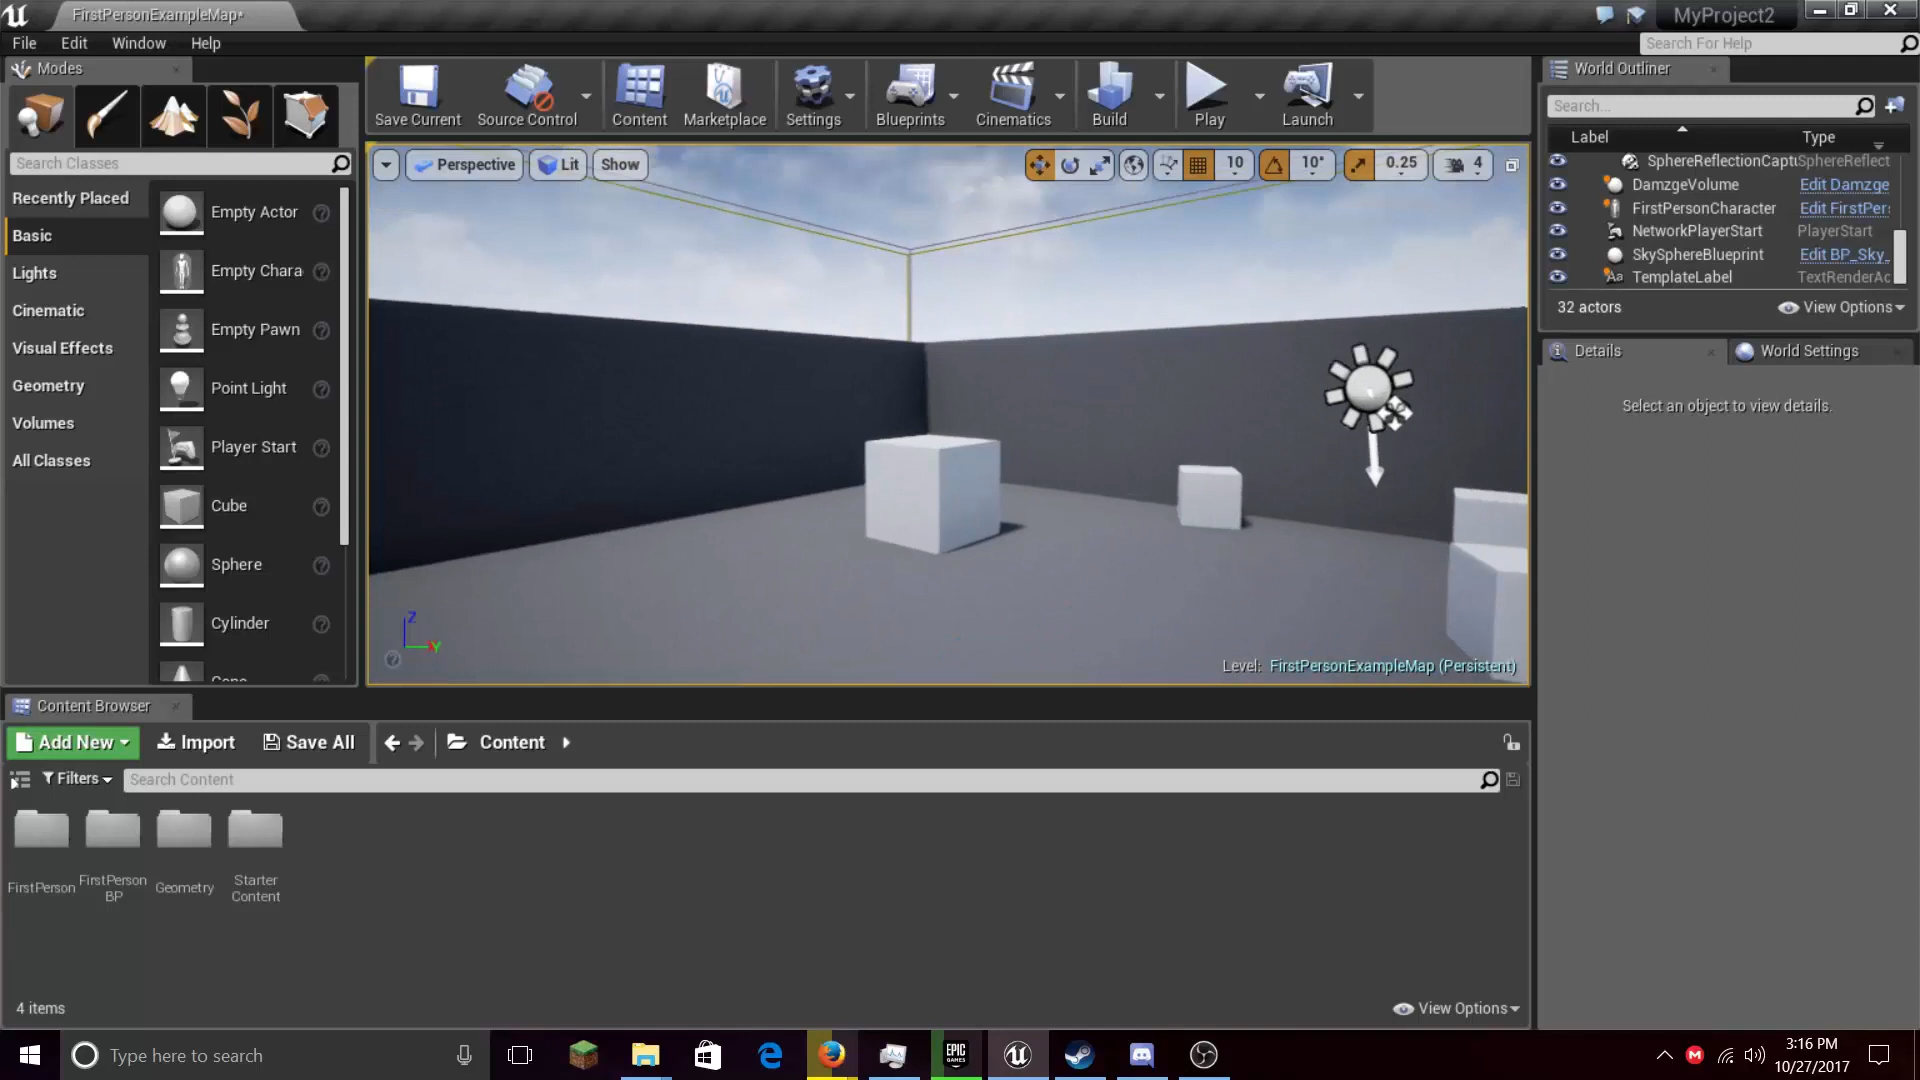 FirstPersonExampleMap*
MyProject2
File Edit Window Help
Search For Help
Modes
Save Current
Source Control
Content
Marketplace
Settings
Blueprints
Cinematics
Build
Play
Launch
World Outliner
Search...
Label Type
Search Classes
Recently Placed
Basic
Lights
Cinematic
Visual Effects
Geometry
Volumes
All Classes
Empty Actor
Empty Chara
Empty Pawn
Point Light
Player Start
Cube
Sphere
Cylinder
Perspective
Lit
Show
10
10°
0.25
4
SphereReflectionCaptu SphereReflect
DamzgeVolume Edit Damzge
FirstPersonCharacter Edit FirstPer
NetworkPlayerStart PlayerStart
SkySphereBlueprint Edit BP_Sky_
TemplateLabel TextRenderAc
32 actors View Options
Details
World Settings
Select an object to view details.
Z
Y
Level: FirstPersonExampleMap (Persistent)
Content Browser
Add New Import Save All Content
Filters Search Content
FirstPerson
FirstPerson
BP
Geometry
Starter
Content
4 items View Options
Type here to search
EPIC
GAMES
3:16 PM
10/27/2017